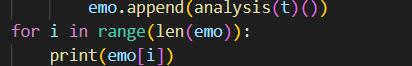 emo.append(analysis(t)())
for i in range(len(emo)):
print(emo[i])